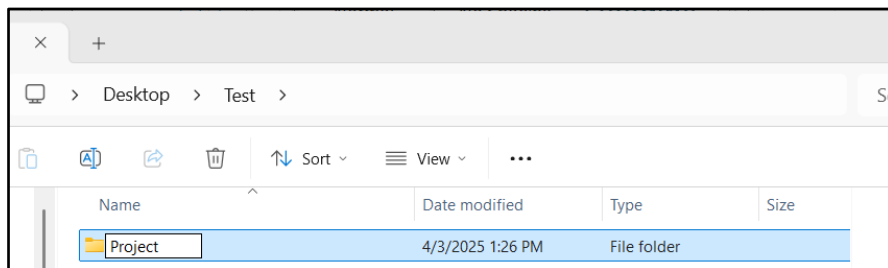 Desktop > Test >
Sort View
Name Date modified Type Size
Project 4/3/2025 1:26 PM File folder